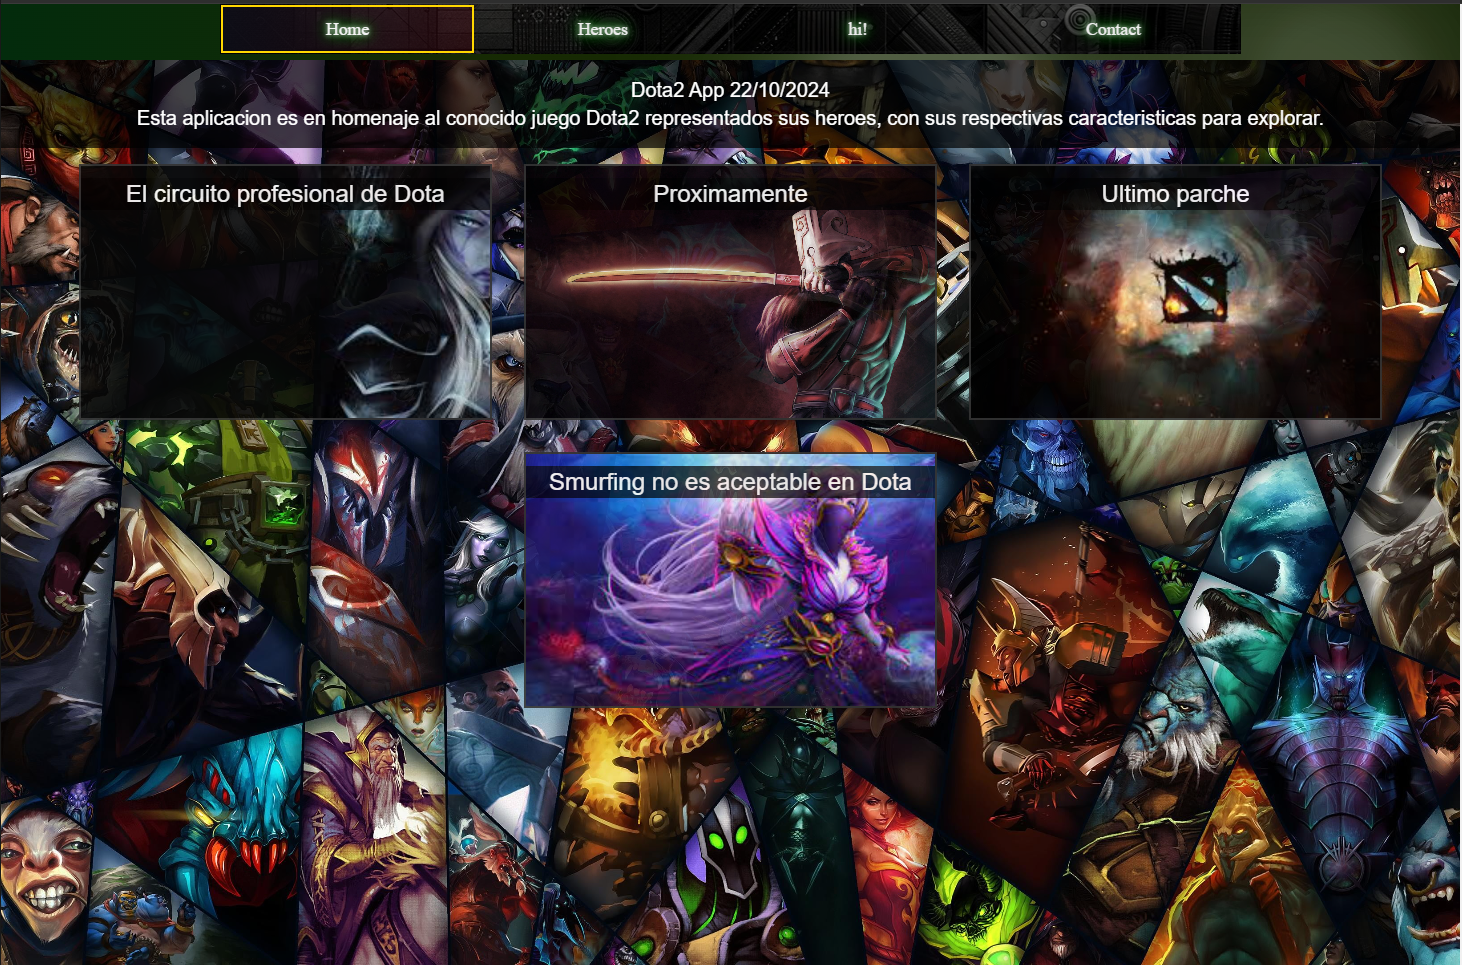 Home
Heroes
hi!
Contact
Dota2 App 22/10/2024
Esta aplicacion es en homenaje al conocido juego Dota2 representados sus heroes, con sus respectivas caracteristicas para explorar.
El circuito profesional de Dota
Proximamente
Ultimo parche
Smurfing no es aceptable en Dota